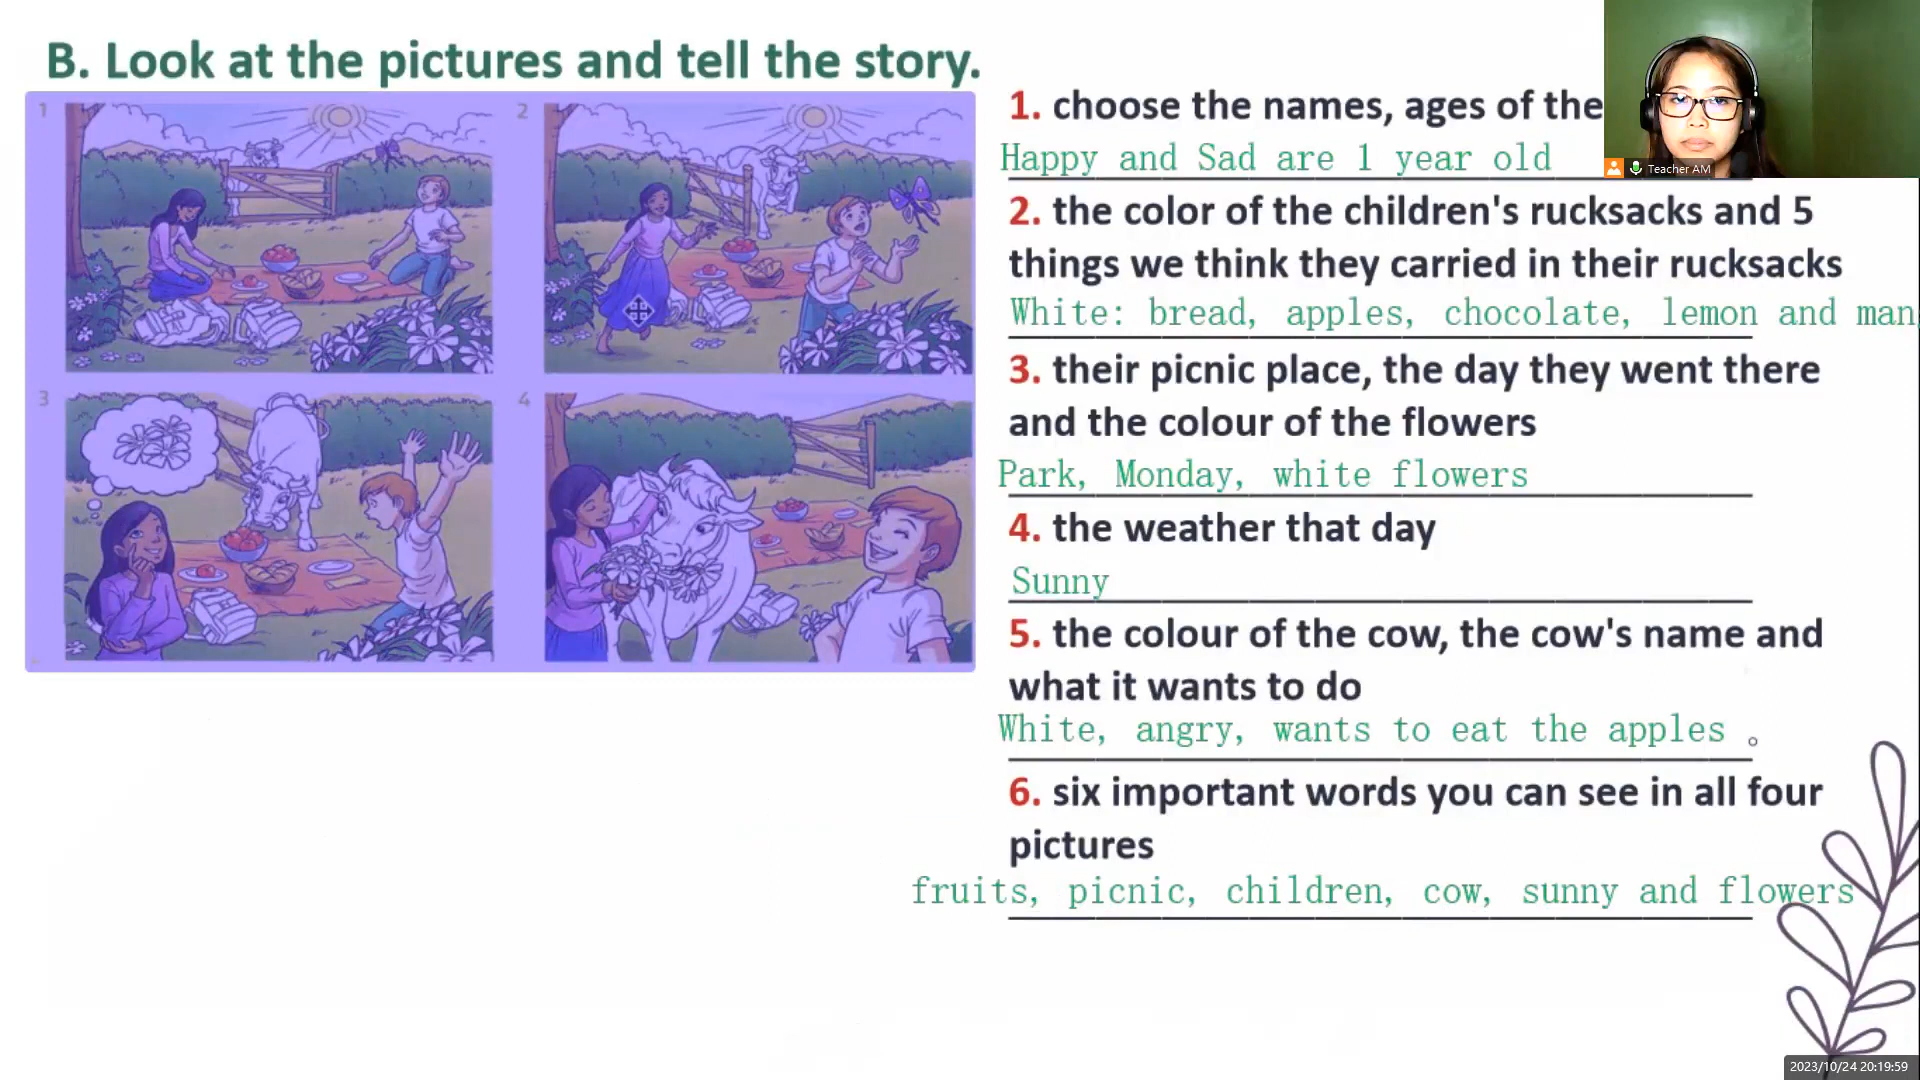 B. Look at the pictures and tell the story.
1
2
3
4
1. choose the names, ages of the
Happy and Sad are 1 year old
2. the color of the children's rucksacks and 5
things we think they carried in their rucksacks
White: bread, apples, chocolate, lemon and man
3. their picnic place, the day they went there
and the colour of the flowers
Park, Monday, white flowers
4. the weather that day
Sunny
5. the colour of the cow, the cow's name and
what it wants to do
White, angry, wants to eat the apples 。
6. six important words you can see in all four
pictures
fruits, picnic, children, cow, sunny and flowers
Teacher AM
2023/10/24 20:19:59